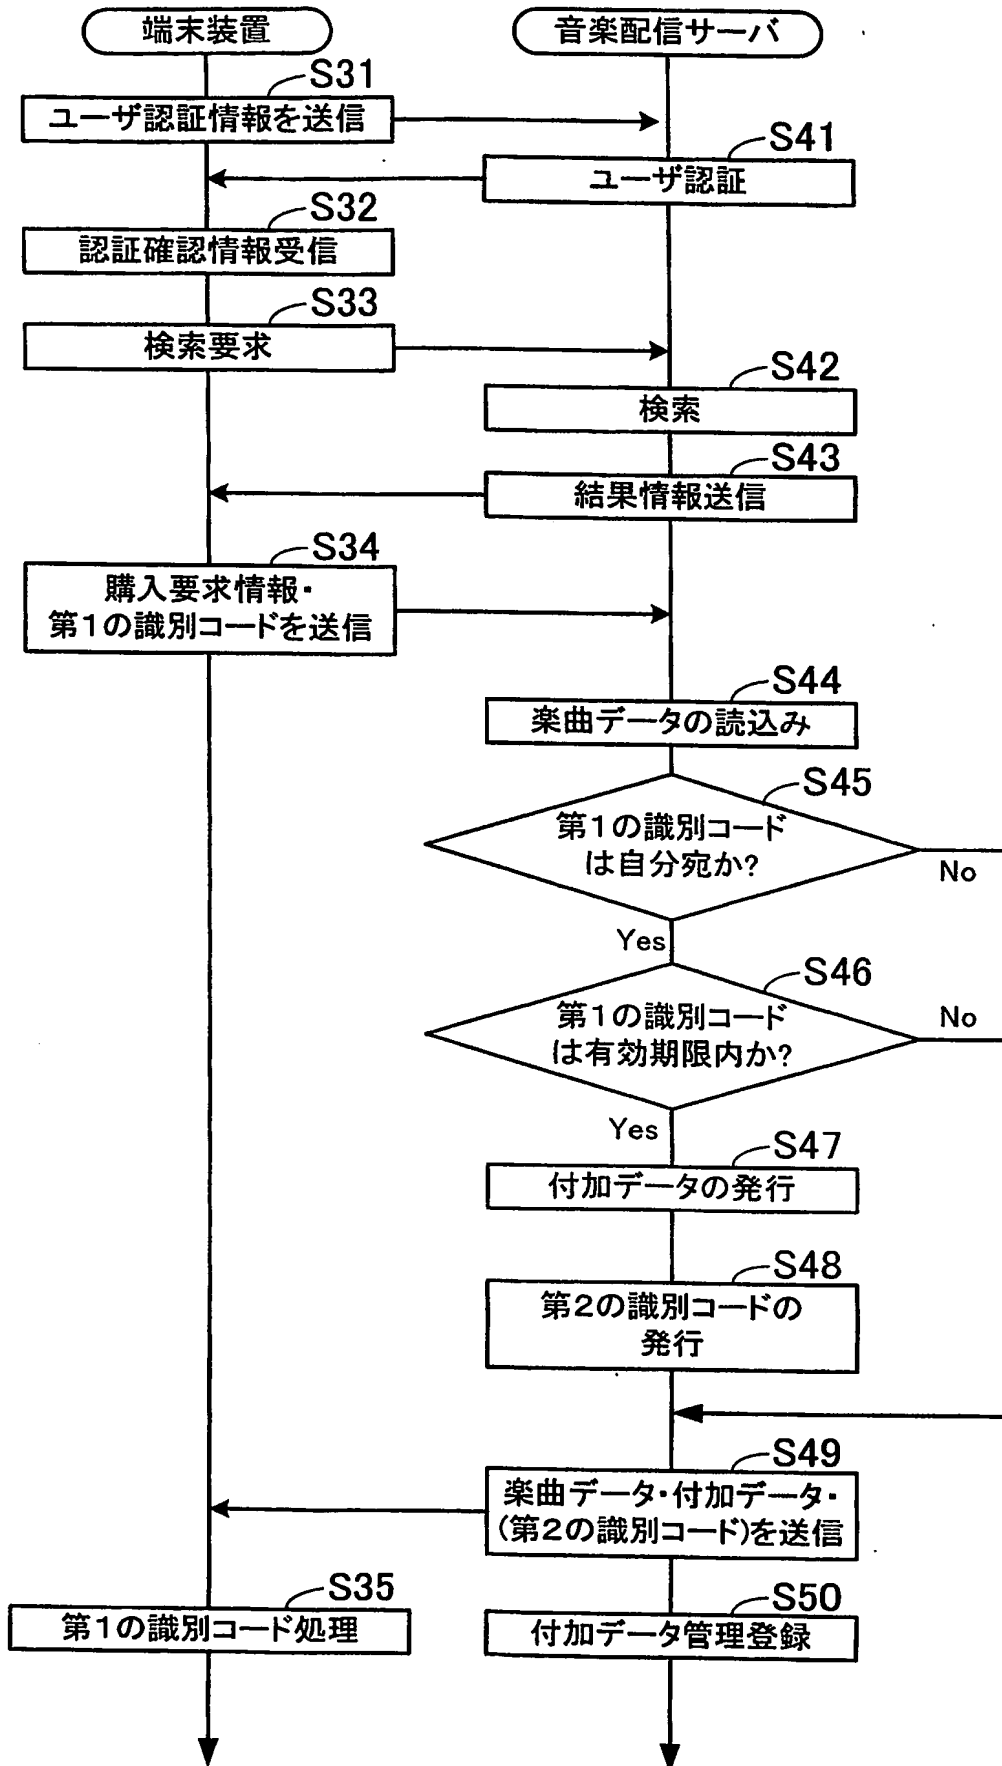 端末装置
音楽配信サーバ
S31
ユーザ認証情報を送信
S41
ユーザ認証
S32
認証確認情報受信
S33
検索要求
S42
検索
S43
結果情報送信
S34
購入要求情報・
第1の識別コードを送信
S44
楽曲データの読込み
S45
第1の識別コード
は自分宛か?
No
Yes
S46
第1の識別コード
は有効期限内か?
No
Yes
S47
付加データの発行
S48
第2の識別コードの
発行
S49
楽曲データ・付加データ・
(第2の識別コード)を送信
S35
第1の識別コード処理
S50
付加データ管理登録